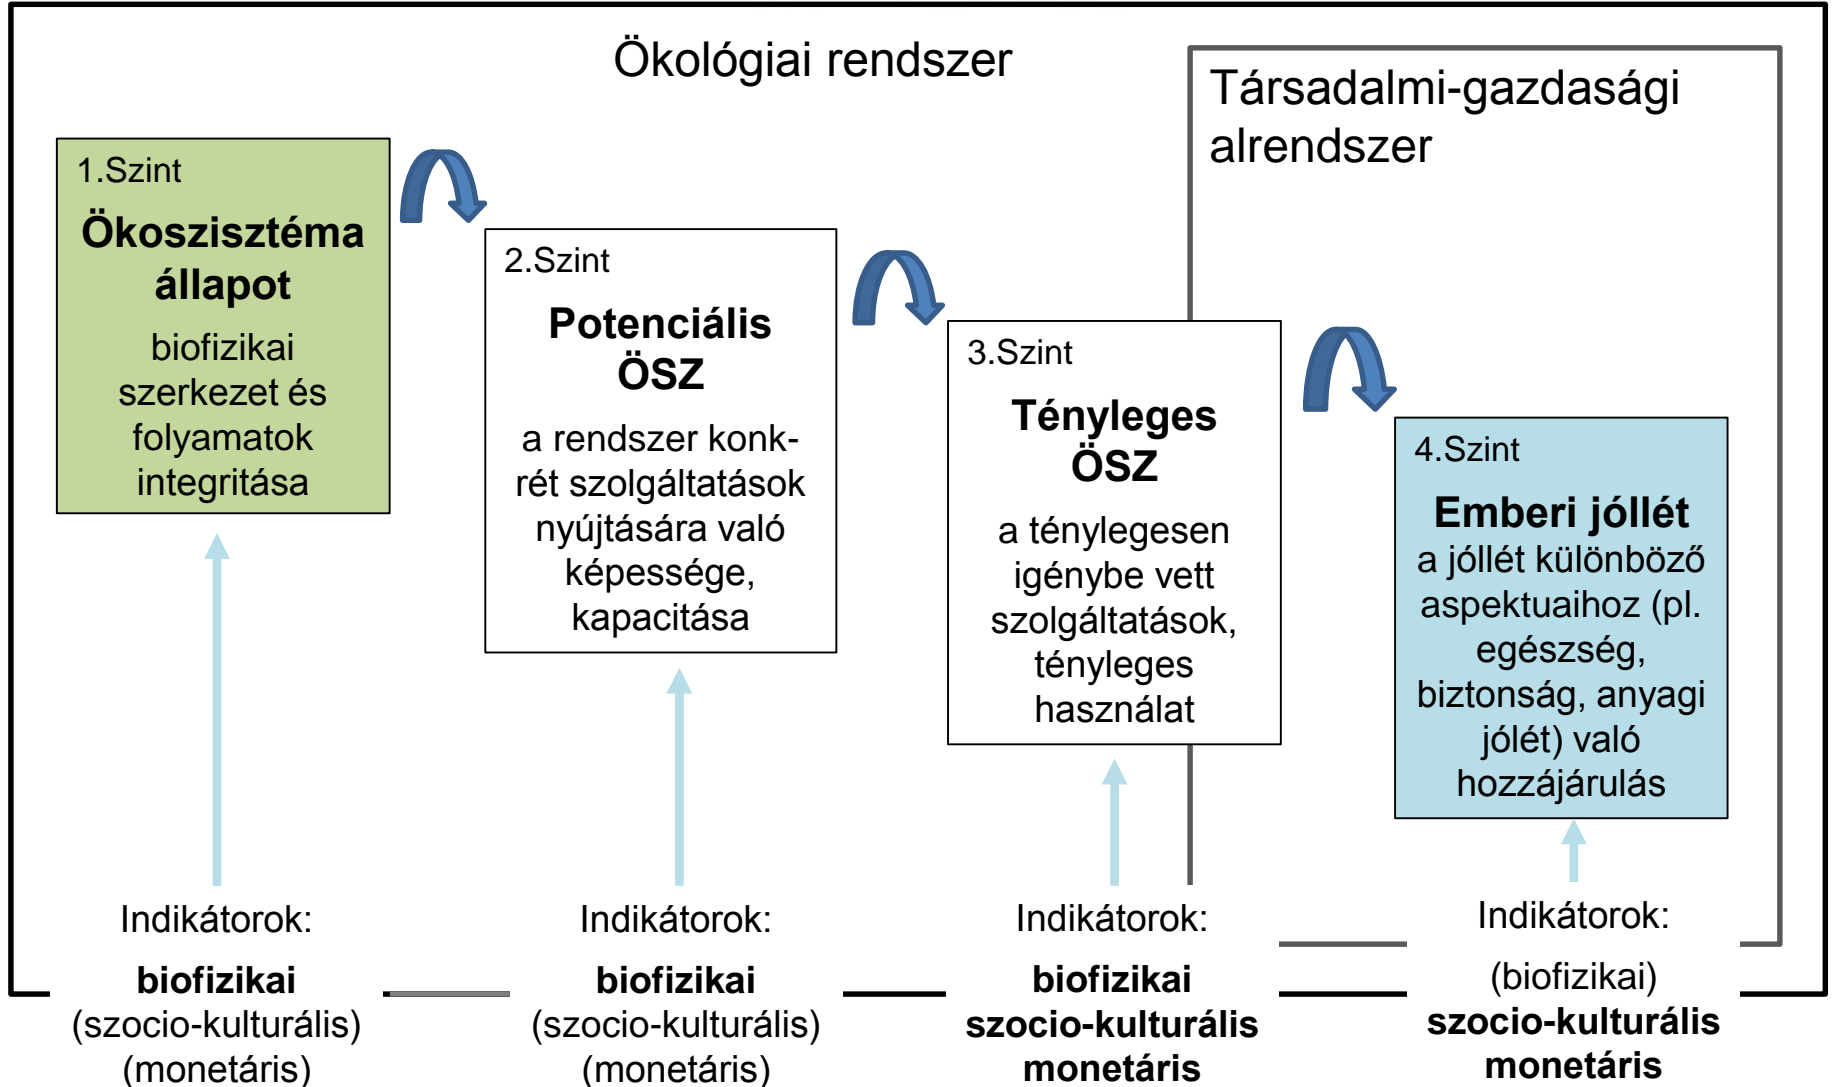 Ökológiai rendszer
Társadalmi-gazdasági
alrendszer
1.Szint
Ökoszisztéma
állapot
biofizikai
szerkezet és
folyamatok
integritása
2.Szint
Potenciális
ÖSZ
a rendszer konk-
rét szolgáltatások
nyújtására való
képessége,
kapacitása
3.Szint
Tényleges
ÖSZ
a ténylegesen
igénybe vett
szolgáltatások,
tényleges
használat
4.Szint
Emberi jóllét
a jóllét különböző
aspektuaihoz (pl.
egészség,
biztonság, anyagi
jólét) való
hozzájárulás
Indikátorok:
biofizikai
(szocio-kulturális)
(monetáris)
Indikátorok:
biofizikai
(szocio-kulturális)
(monetáris)
Indikátorok:
biofizikai
szocio-kulturális
monetáris
Indikátorok:
(biofizikai)
szocio-kulturális
monetáris